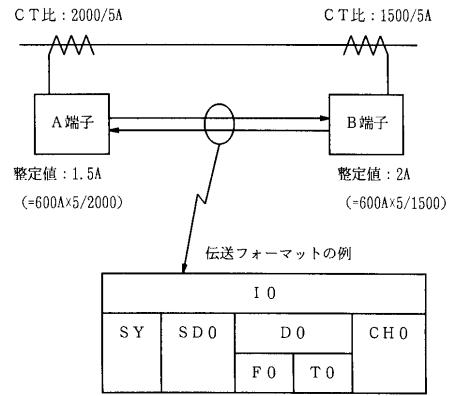 CT比：2000/5A
CT比：1500/5A
A端子
B端子
整定値：1.5A
(=600A×5/2000)
整定値：2A
(=600A×5/1500)
伝送フォーマットの例
I0
SY
SD0
D0
CH0
F0
T0